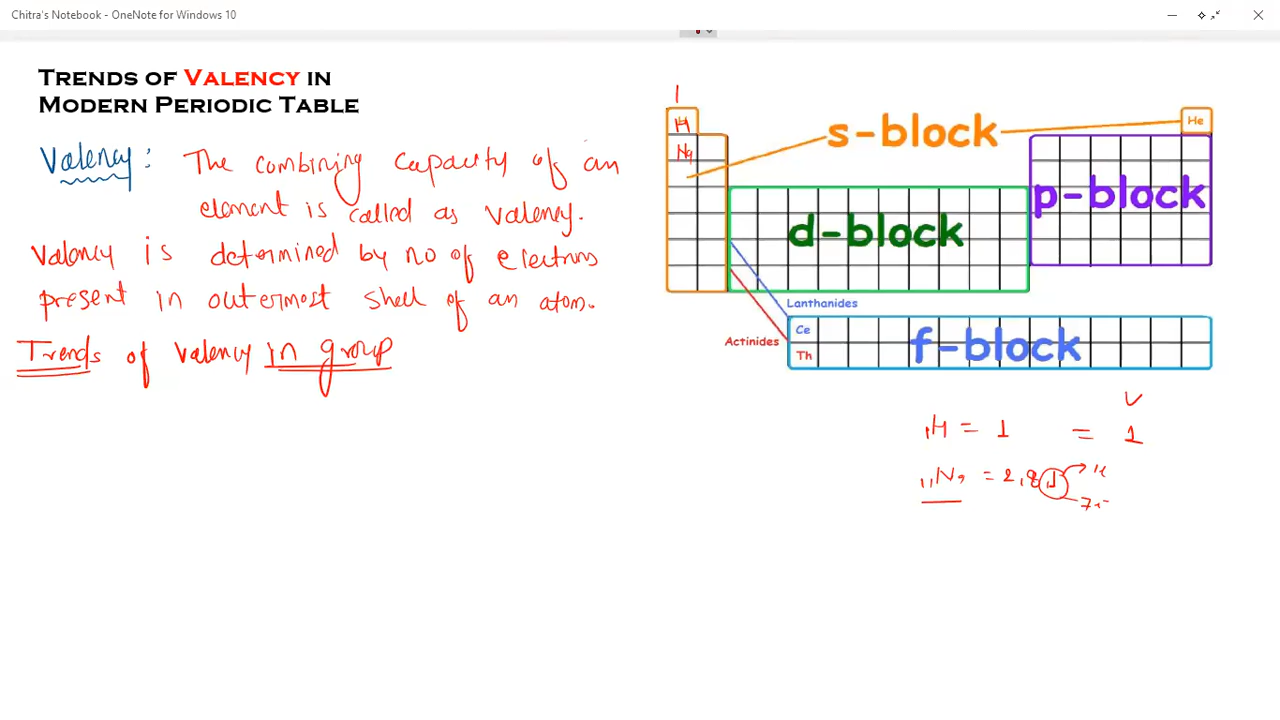 Chitra's Notebook - OneNote for Windows 10
TRENDS OF VALENCY IN
MODERN PERIODIC TABLE
Valency: The combining capacity of an
element is called as valency.
Valency is determined by no of electrons
present in outermost shell of an atom.
Trends of valency in group
1
H
Na
s-block
He
p-block
d-block
Lanthanides
Actinides
Ce
Th
f-block
V
1H = 1 = 1
11Na = 2,8,1